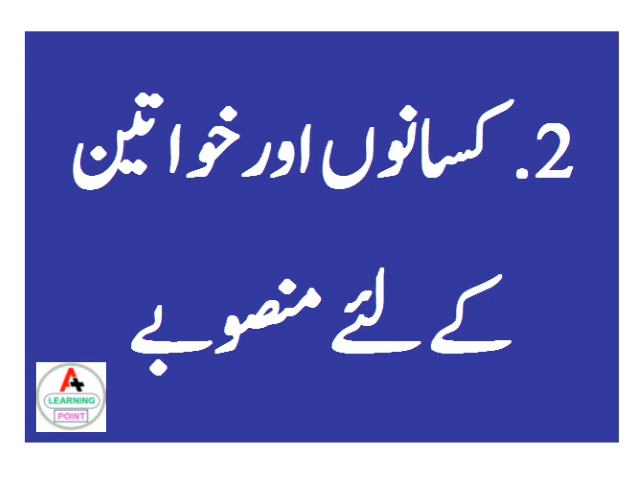 2. کسانوں اور خواتین
کے لئے منصوبے
A+
LEARNING
POINT